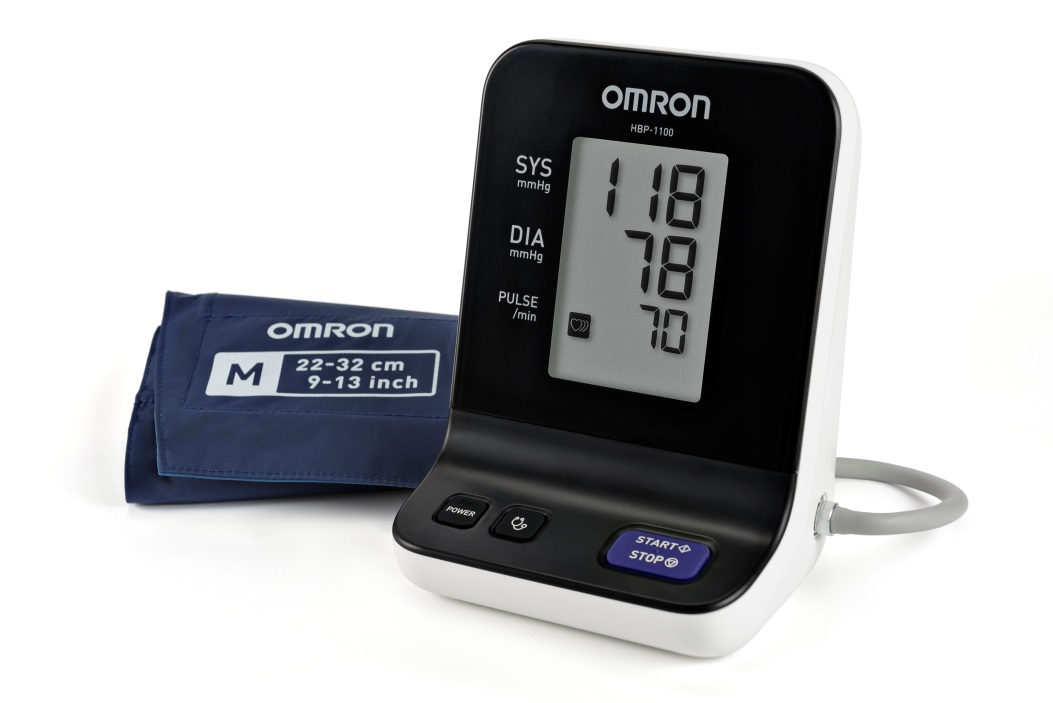 OMRON
HBP-1100
SYS
mmHg
118
DIA
mmHg
78
PULSE
/min
70
OMRON
M
22-32 cm
9-13 inch
POWER
START
STOP